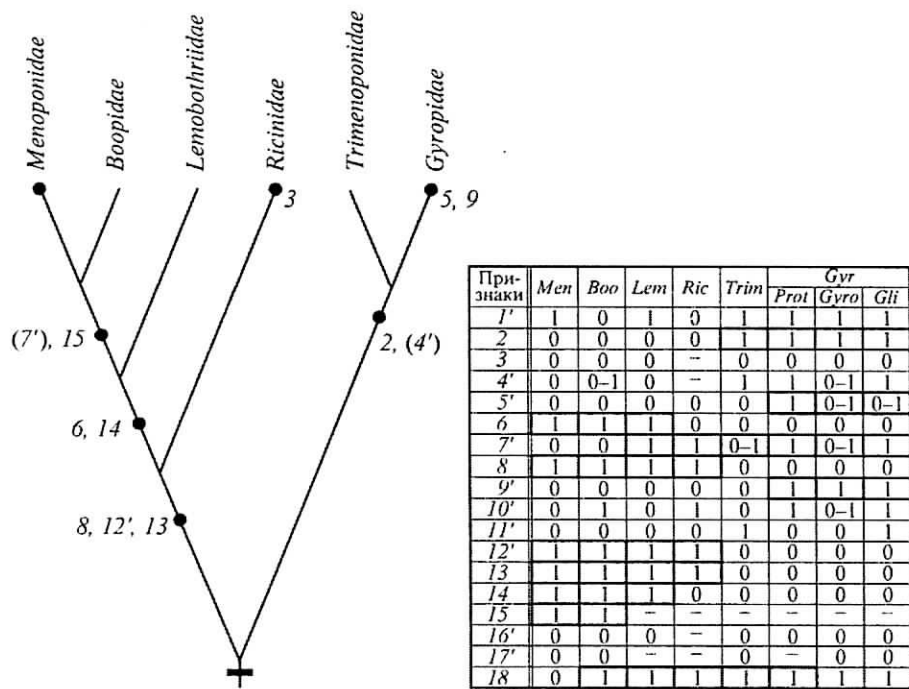 Menoponidae
Boopidae
Lemobothriidae
Ricinidae
Trimenoponidae
Gyropidae
3
5, 9
(7'), 15
2, (4')
6, 14
8, 12', 13
При-знаки Men Boo Lem Ric Trim Gyr
Prot Gyro Gli
1' 1 0 1 0 1 1 1 1
2 0 0 0 0 1 1 1 1
3 0 0 0 – 0 0 0 0
4' 0 0–1 0 – 1 1 0–1 1
5' 0 0 0 0 0 1 0–1 0–1
6 1 1 1 0 0 0 0 0
7' 0 0 1 1 0–1 1 0–1 1
8 1 1 1 1 0 0 0 0
9' 0 0 0 0 0 1 1 1
10' 0 1 0 1 0 1 0–1 1
11' 0 0 0 0 1 0 0 1
12' 1 1 1 1 0 0 0 0
13 1 1 1 1 0 0 0 0
14 1 1 1 0 0 0 0 0
15 1 1 – – – – – –
16' 0 0 0 – 0 0 0 0
17' 0 0 – – 0 – 0 0
18 0 1 1 1 1 1 1 1